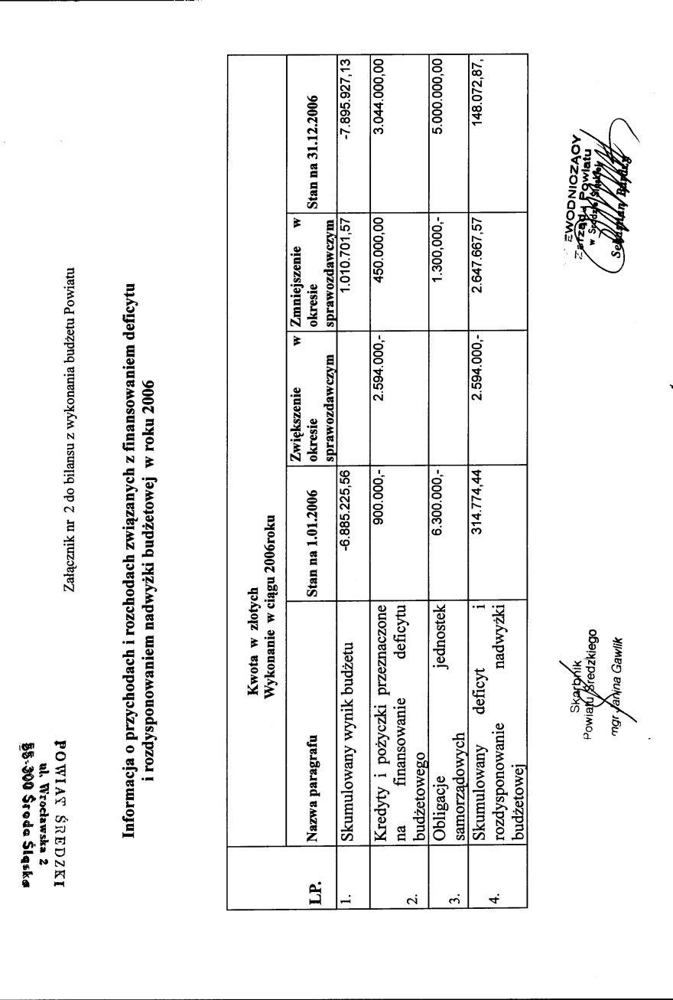 POWIAT ŚREDZKI
ul. Wrocławska 2
55-300 Środa Śląska
Załącznik nr 2 do bilansu z wykonania budżetu Powiatu
Informacja o przychodach i rozchodach związanych z finansowaniem deficytu
i rozdysponowaniem nadwyżki budżetowej w roku 2006
Kwota w złotych
Wykonanie w ciągu 2006roku
LP. Nazwa paragrafu Stan na 1.01.2006 Zwiększenie w okresie sprawozdawczym Zmniejszenie w okresie sprawozdawczym Stan na 31.12.2006
1. Skumulowany wynik budżetu -6.885.225,56 1.010.701,57 -7.895.927,13
2. Kredyty i pożyczki przeznaczone na finansowanie deficytu budżetowego 900.000,- 2.594.000,- 450.000,00 3.044.000,00
3. Obligacje jednostek samorządowych 6.300.000,- 1.300,000,- 5.000.000,00
4. Skumulowany deficyt i rozdysponowanie nadwyżki budżetowej 314.774,44 2.594.000,- 2.647.667,57 148.072,87,
Skarbnik
Powiatu Średzkiego
mgr Janina Gawlik
EWODNICZĄCY
Zarządu Powiatu
w Środzie Śląskiej